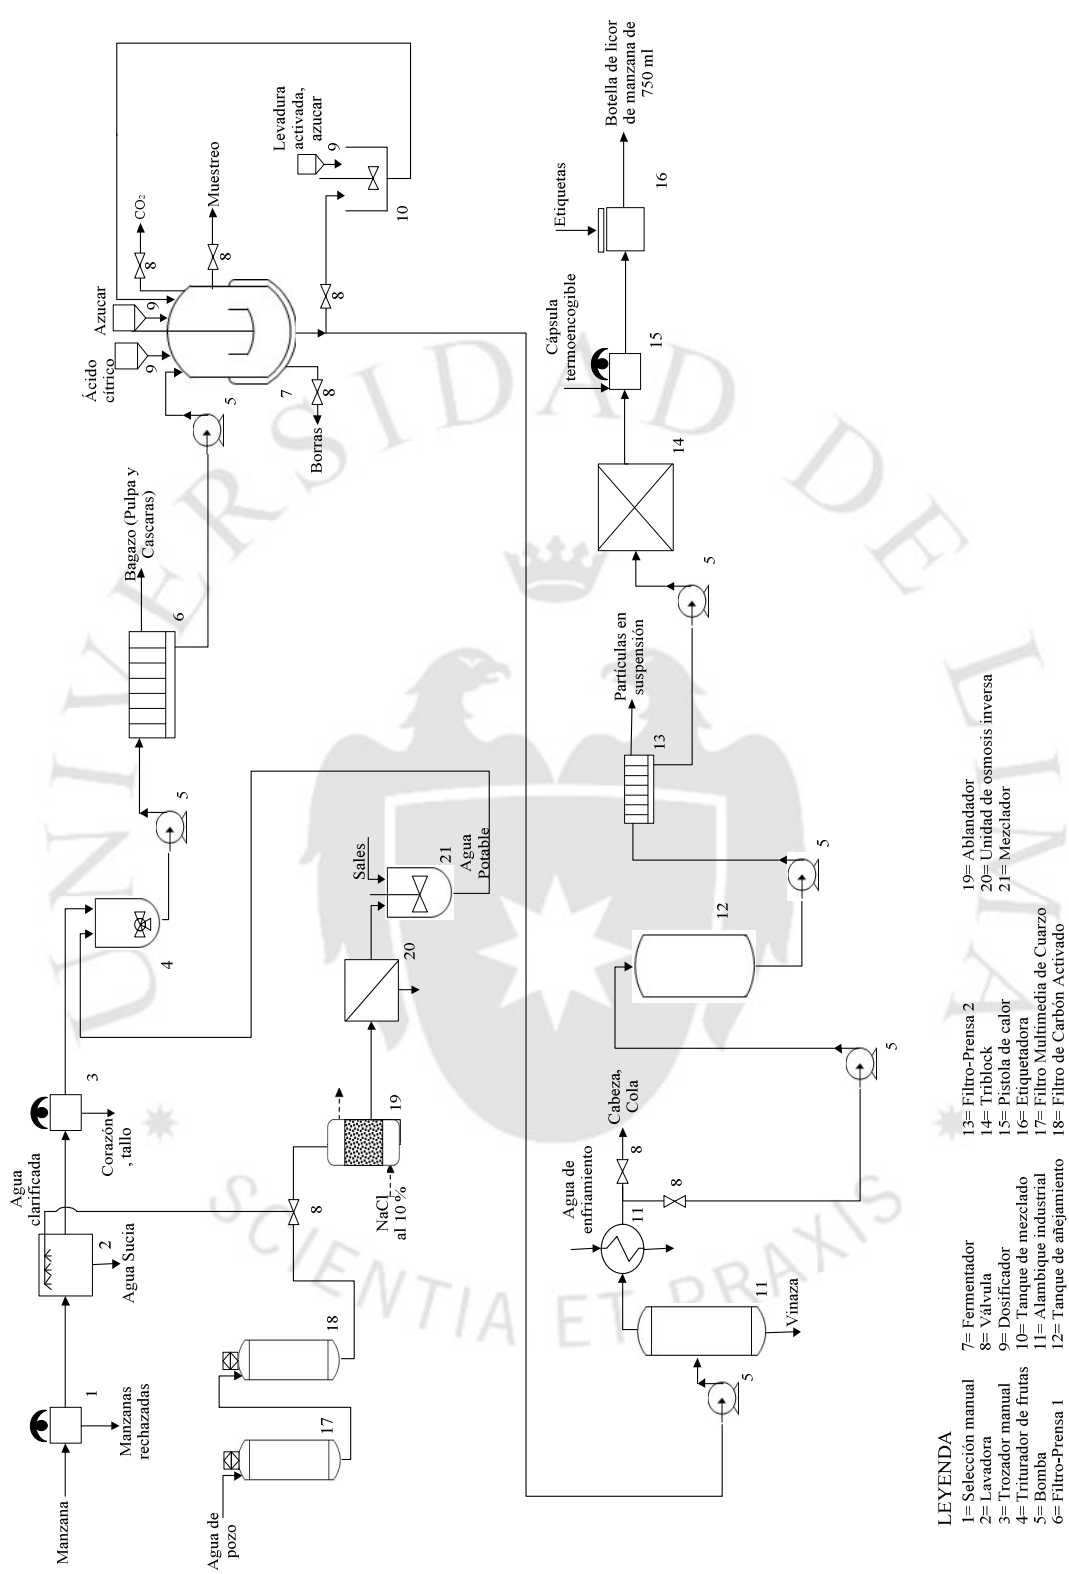 Manzana
1
Manzanas
rechazadas
2
Agua Sucia
Agua
clarificada
3
Corazón
, tallo
4
5
6
Bagazo (Pulpa y
Cascaras)
5
Ácido
cítrico
9
Azucar
9
8
CO₂
8
Muestreo
7
8
Borras
8
Levadura
activada,
azucar
9
10
Agua de
pozo
17
18
8
NaCl
al 10 %
19
20
Sales
21
Agua
Potable
5
11
Vinaza
Agua de
enfriamiento
11
8
Cabeza,
Cola
8
5
12
5
13
Partículas en
suspensión
5
14
Cápsula
termoencogible
15
Etiquetas
16
Botella de licor
de manzana de
750 ml
LEYENDA
1= Selección manual
2= Lavadora
3= Trozador manual
4= Triturador de frutas
5= Bomba
6= Filtro-Prensa 1
7= Fermentador
8= Válvula
9= Dosificador
10= Tanque de mezclado
11= Alambique industrial
12= Tanque de añejamiento
13= Filtro-Prensa 2
14= Triblock
15= Pistola de calor
16= Etiquetadora
17= Filtro Multimedia de Cuarzo
18= Filtro de Carbón Activado
19= Ablandador
20= Unidad de osmosis inversa
21= Mezclador
UNIVERSIDAD DE LIMA
SCIENTIA ET PRAXIS